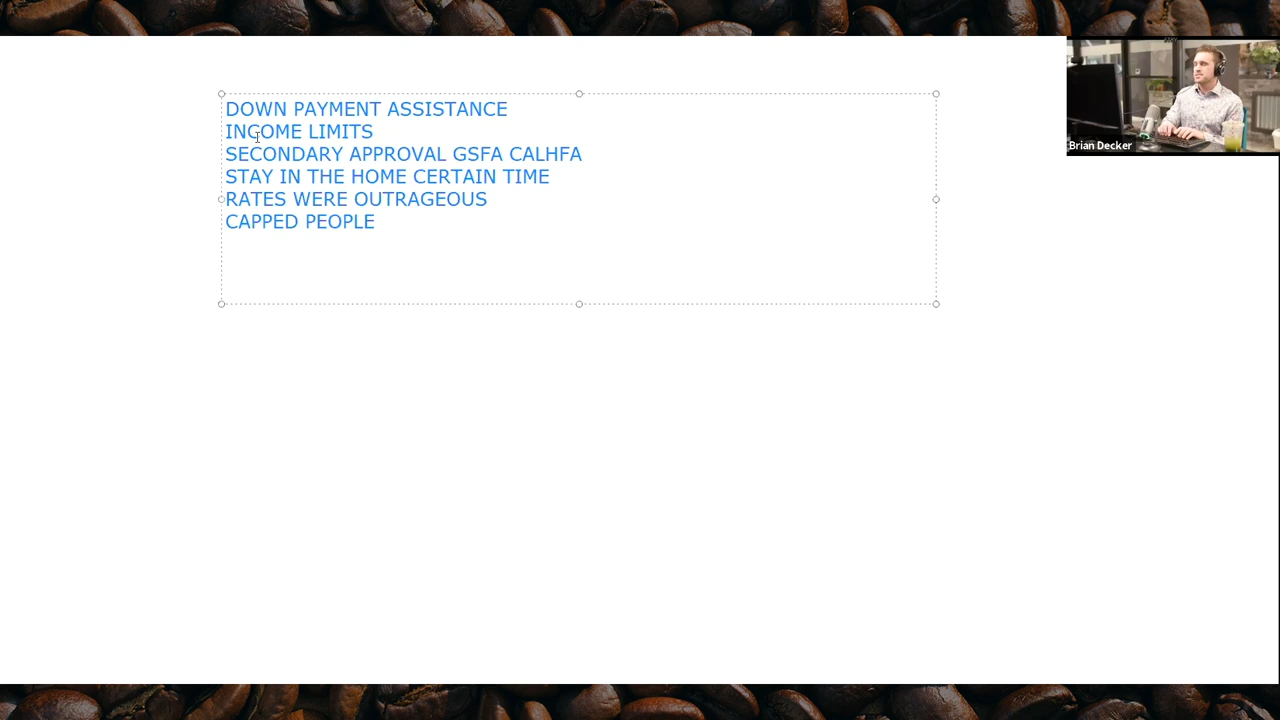 DOWN PAYMENT ASSISTANCE
INCOME LIMITS
SECONDARY APPROVAL GSFA CALHFA
STAY IN THE HOME CERTAIN TIME
RATES WERE OUTRAGEOUS
CAPPED PEOPLE
Brian Decker